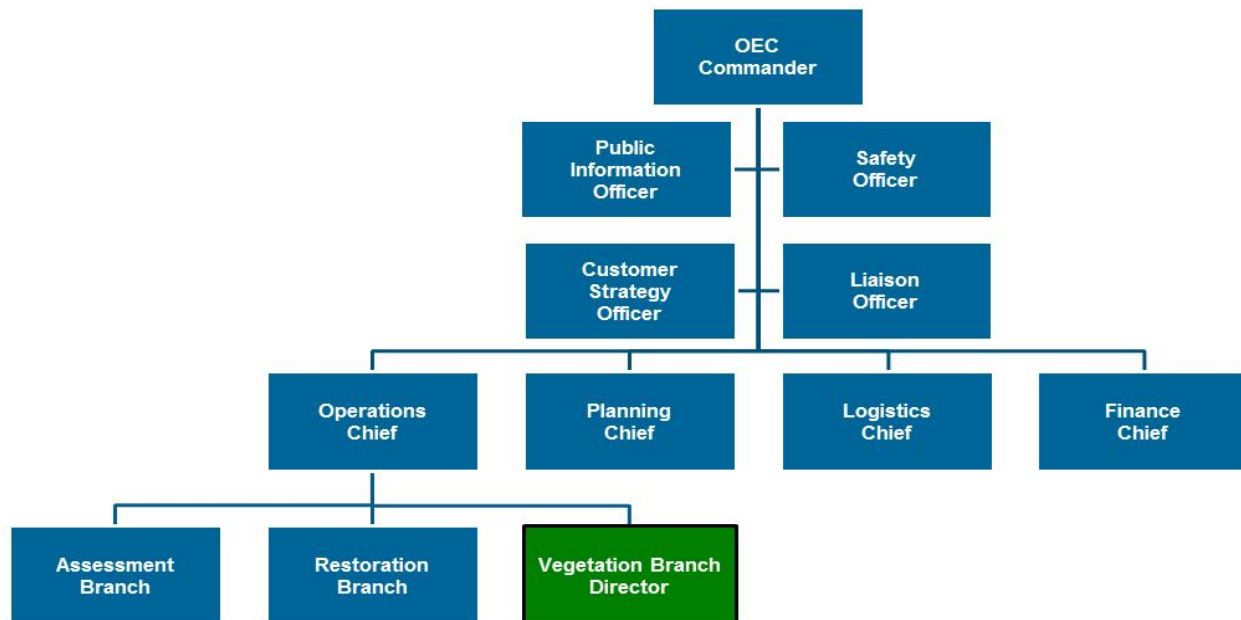 OEC
Commander
Public
Information
Officer
Safety
Officer
Customer
Strategy
Officer
Liaison
Officer
Operations
Chief
Planning
Chief
Logistics
Chief
Finance
Chief
Assessment
Branch
Restoration
Branch
Vegetation Branch
Director